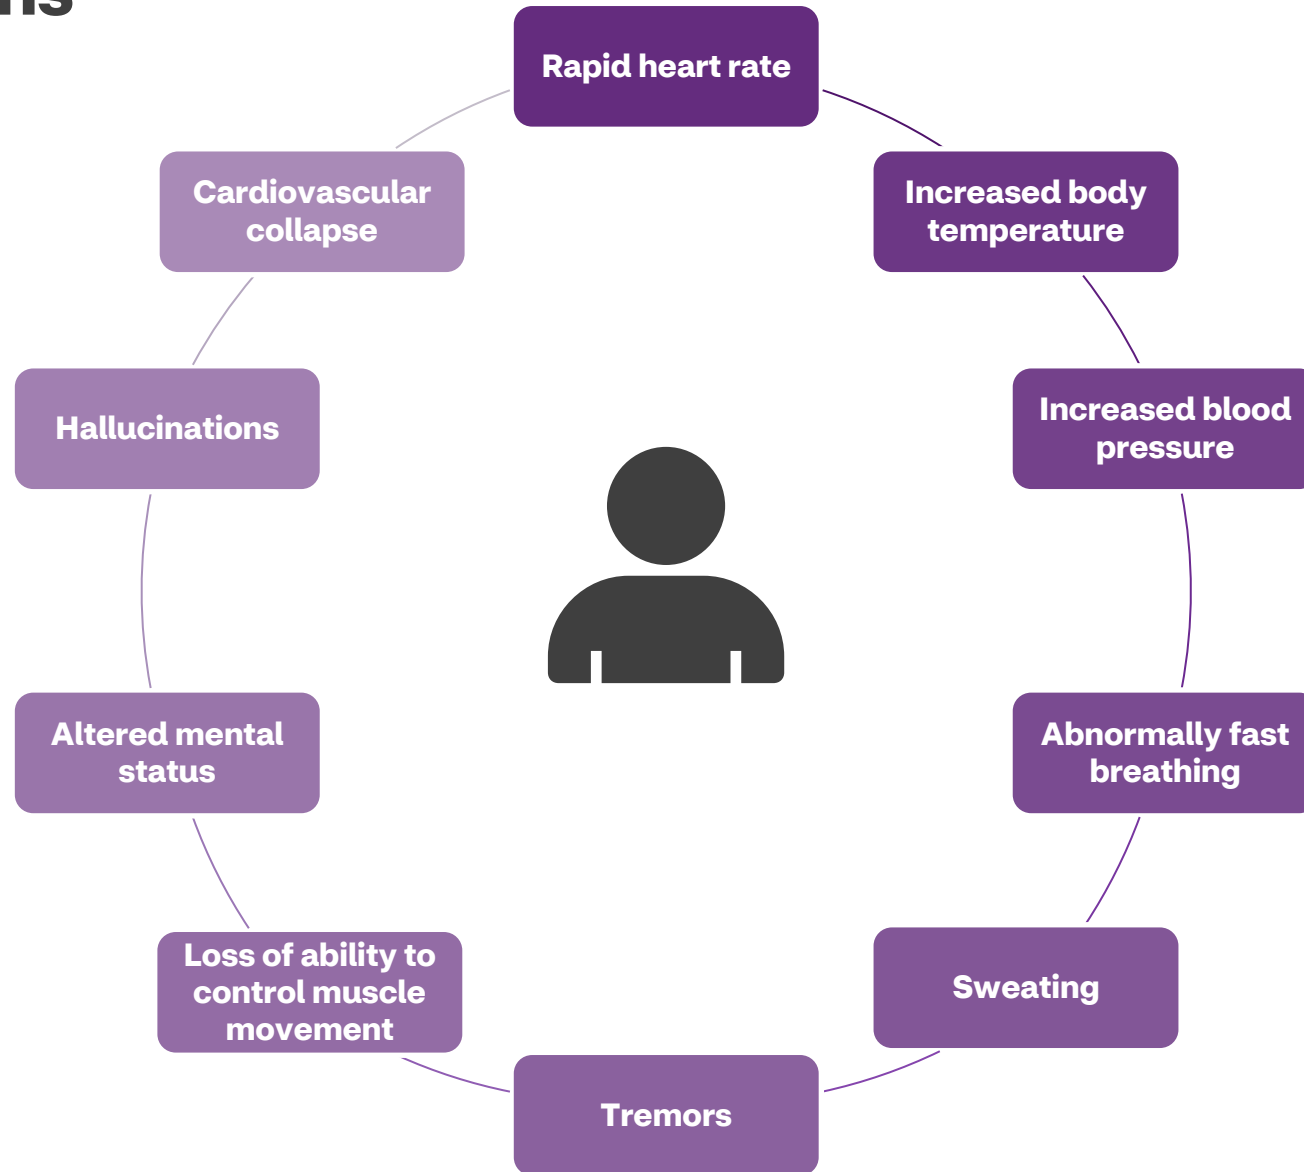 Rapid heart rate
Increased body
temperature
Increased blood
pressure
Abnormally fast
breathing
Sweating
Tremors
Loss of ability to
control muscle
movement
Altered mental
status
Hallucinations
Cardiovascular
collapse